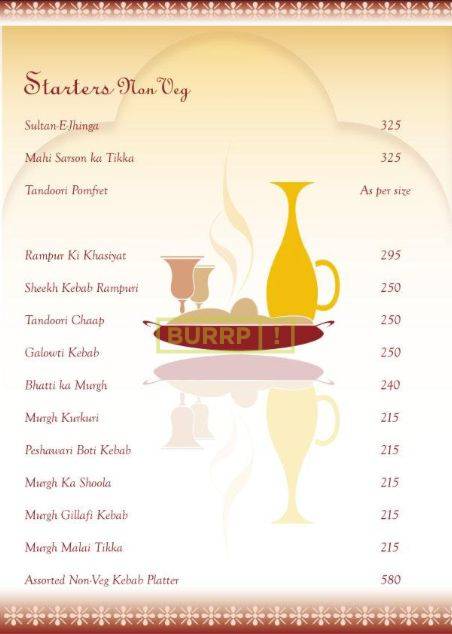 Starters Non Veg
Sultan-E-Jhinga 325
Mahi Sarson ka Tikka 325
Tandoori Pomfret As per size
Rampur Ki Khasiyat 295
Sheekh Kebab Rampuri 250
Tandoori Chaap 250
BURRP !
Galowti Kebab 250
Bhatti ka Murgh 240
Murgh Kurkuri 215
Peshawari Boti Kebab 215
Murgh Ka Shoola 215
Murgh Gillafi Kebab 215
Murgh Malai Tikka 215
Assorted Non-Veg Kebab Platter 580